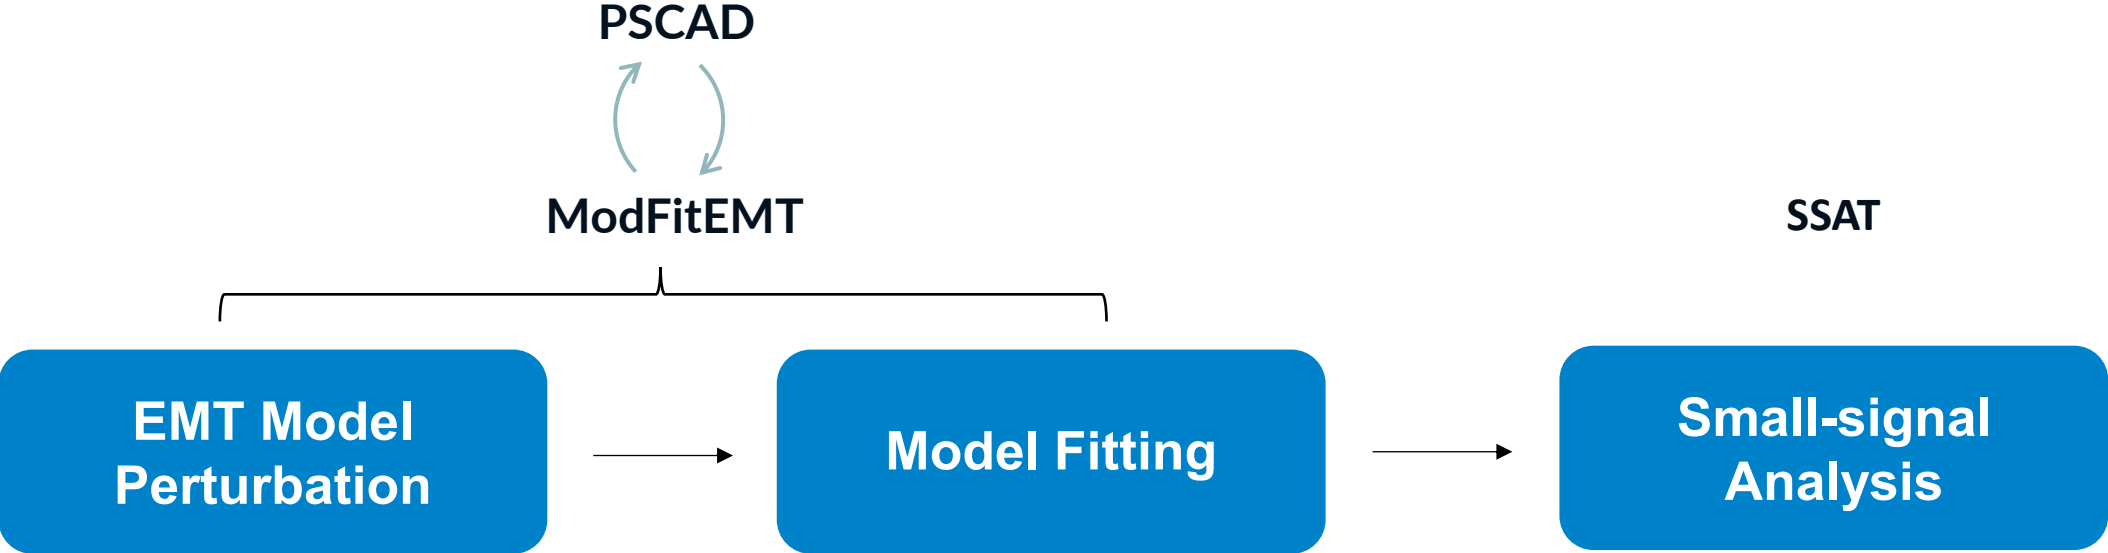 PSCAD
ModFitEMT
SSAT
EMT Model
Perturbation
Model Fitting
Small-signal
Analysis